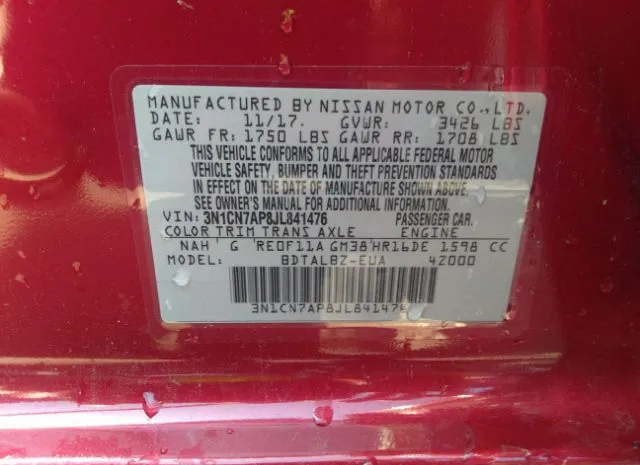 MANUFACTURED BY NISSAN MOTOR CO.,LTD.
DATE: 11/17. GVWR: 3426 LBS
GAWR FR: 1750 LBS GAWR RR: 1708 LBS
THIS VEHICLE CONFORMS TO ALL APPLICABLE FEDERAL MOTOR
VEHICLE SAFETY, BUMPER AND THEFT PREVENTION STANDARDS
IN EFFECT ON THE DATE OF MANUFACTURE SHOWN ABOVE.
SEE OWNER'S MANUAL FOR ADDITIONAL INFORMATION.
VIN: 3N1CN7AP8JL841476 PASSENGER CAR.
COLOR TRIM TRANS AXLE ENGINE
NAH ' G 'RE0F11A GM38'HR16DE 1598 CC
MODEL: BDTALBZ-EUA 42000
3N1CN7AP8JL841476